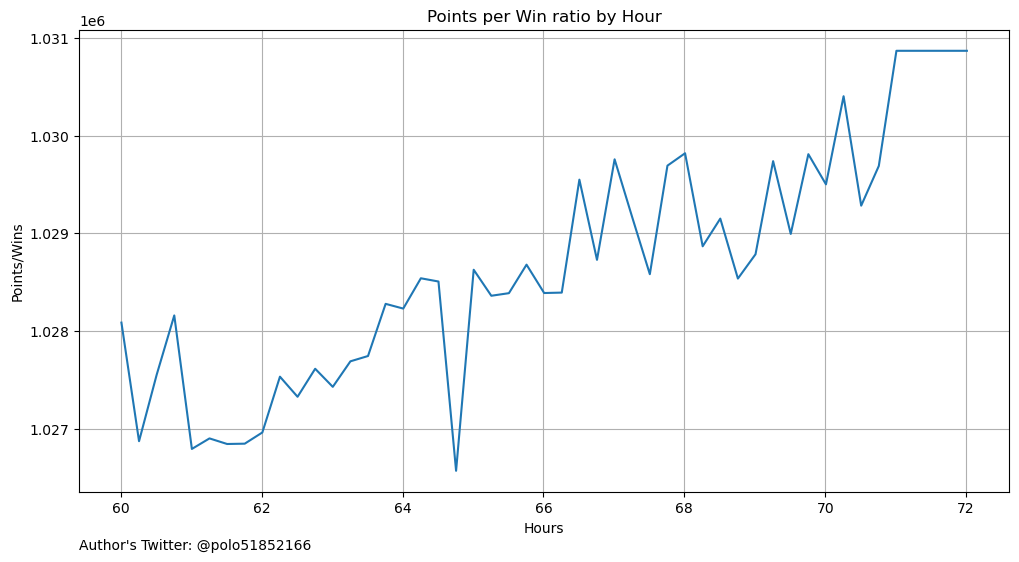 Points per Win ratio by Hour
1e6
1.031
1.030
1.029
1.028
1.027
Points/Wins
60 62 64 66 68 70 72
Hours
Author's Twitter: @polo51852166